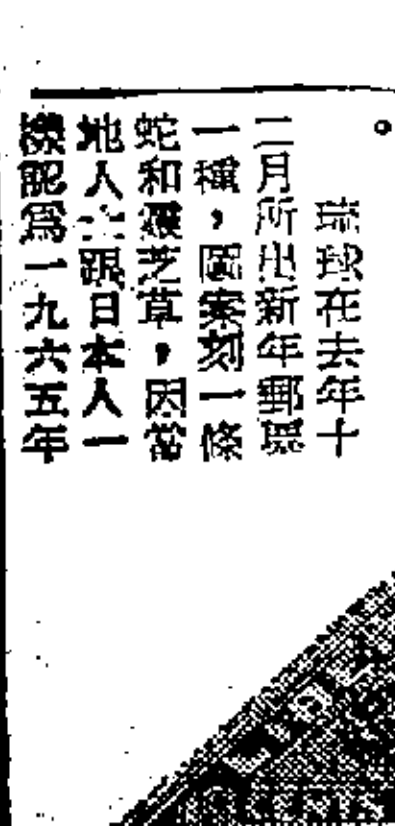 。
琉球在去年十
二月所出新年郵票
一種，圖案刻一條
蛇和靈芝草，因當
地人士跟日本人一
樣認爲一九六五年
CENTS